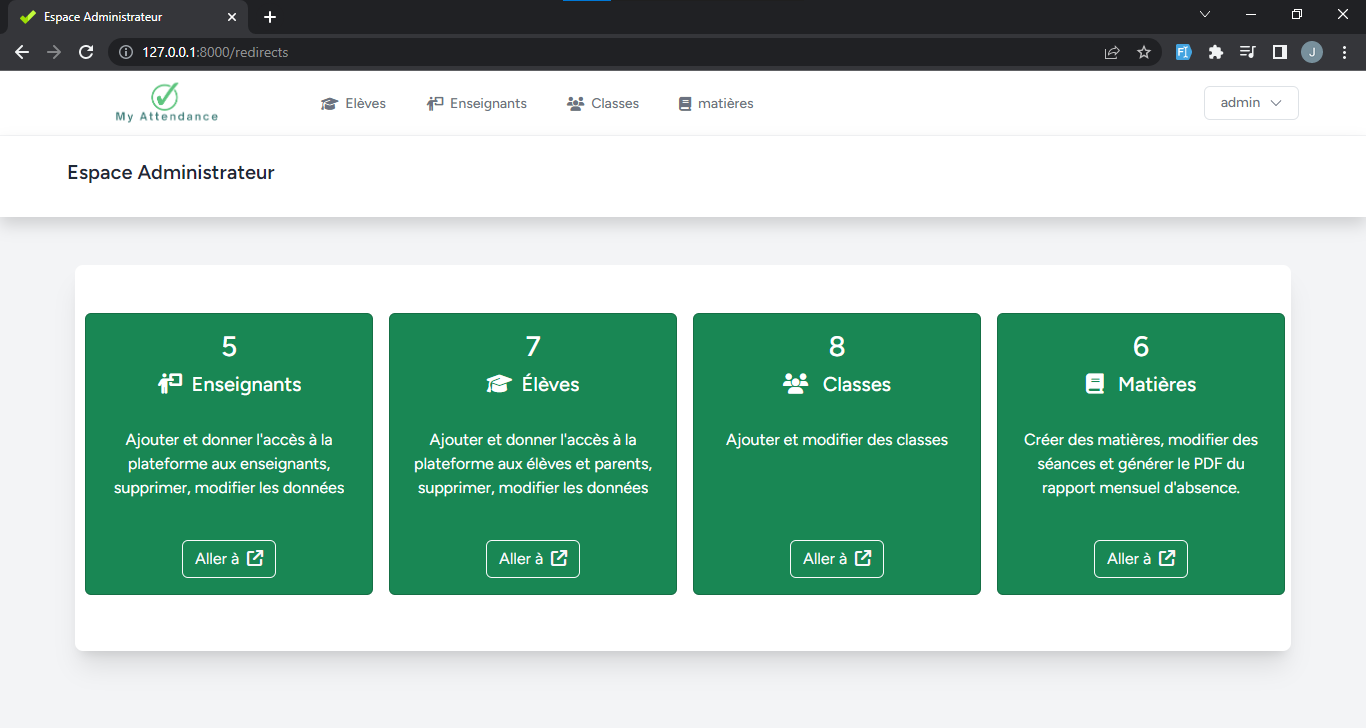 Espace Administrateur
127.0.0.1:8000/redirects
J
My Attendance
Elèves
Enseignants
Classes
matières
admin
Espace Administrateur
5
Enseignants
Ajouter et donner l'accès à la
plateforme aux enseignants,
supprimer, modifier les données
Aller à
7
Élèves
Ajouter et donner l'accès à la
plateforme aux élèves et parents,
supprimer, modifier les données
Aller à
8
Classes
Ajouter et modifier des classes
Aller à
6
Matières
Créer des matières, modifier des
séances et générer le PDF du
rapport mensuel d'absence.
Aller à